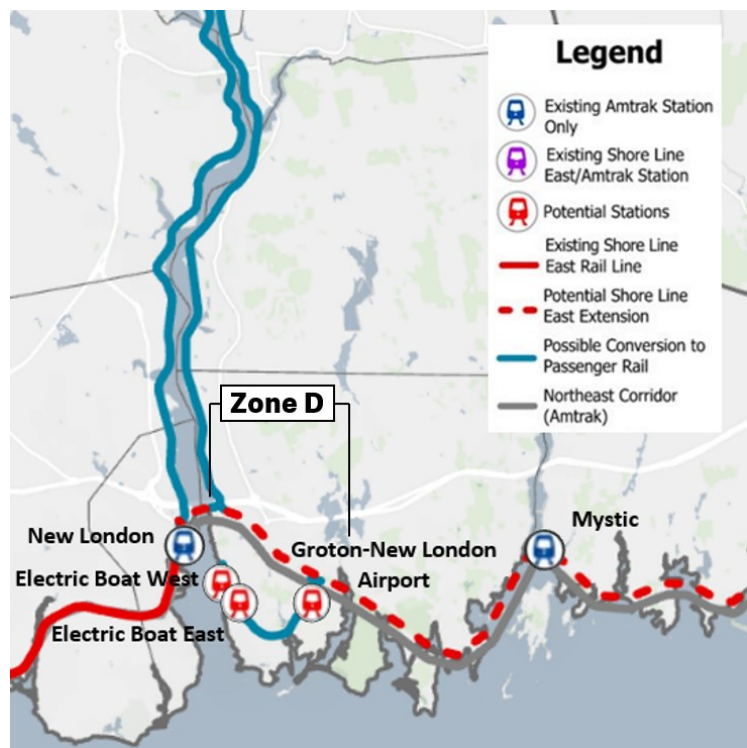 Legend
Existing Amtrak Station
Only
Existing Shore Line
East/Amtrak Station
Potential Stations
Existing Shore Line
East Rail Line
Potential Shore Line
East Extension
Possible Conversion to
Passenger Rail
Northeast Corridor
(Amtrak)
Zone D
Mystic
New London
Groton-New London
Airport
Electric Boat West
Electric Boat East